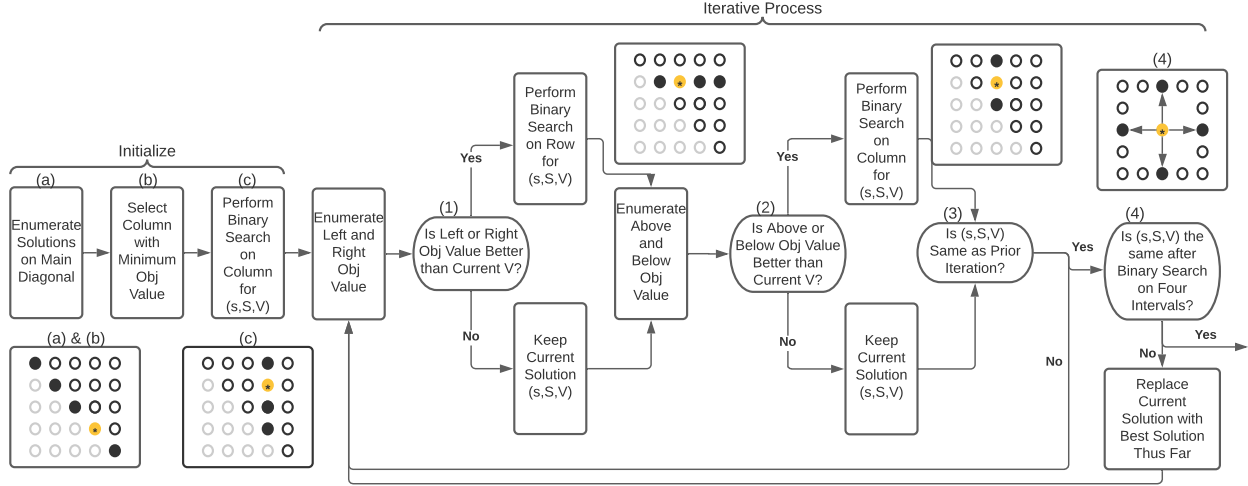 Iterative Process
Initialize
(a)
Enumerate
Solutions
on Main
Diagonal
(b)
Select
Column
with
Minimum
Obj
Value
(c)
Perform
Binary
Search
on
Column
for
(s,S,V)
Enumerate
Left and
Right
Obj
Value
(1)
Is Left or Right
Obj Value Better
than Current V?
Yes
No
Perform
Binary
Search
on Row
for
(s,S,V)
Keep
Current
Solution
(s,S,V)
*
Enumerate
Above
and
Below
Obj
Value
(2)
Is Above or
Below Obj Value
Better than
Current V?
Yes
No
Perform
Binary
Search
on
Column
for
(s,S,V)
Keep
Current
Solution
(s,S,V)
*
(3)
Is (s,S,V)
Same as Prior
Iteration?
Yes
No
(4)
*
(4)
Is (s,S,V) the
same after
Binary Search
on Four
Intervals?
Yes
No
Replace
Current
Solution with
Best Solution
Thus Far
(a) & (b)
*
(c)
*